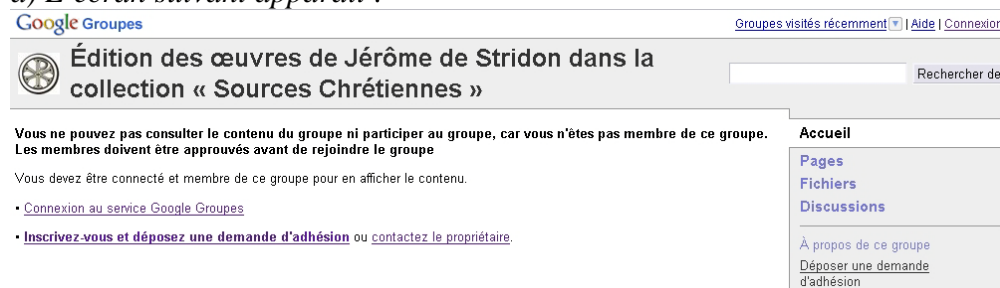 a) L'écran suivant apparaît :
Google Groupes
Groupes visités récemment | Aide | Connexion
Édition des œuvres de Jérôme de Stridon dans la
collection « Sources Chrétiennes »
Rechercher de
Vous ne pouvez pas consulter le contenu du groupe ni participer au groupe, car vous n'êtes pas membre de ce groupe.
Les membres doivent être approuvés avant de rejoindre le groupe
Vous devez être connecté et membre de ce groupe pour en afficher le contenu.
• Connexion au service Google Groupes
• Inscrivez-vous et déposez une demande d'adhésion ou contactez le propriétaire.
Accueil
Pages
Fichiers
Discussions
À propos de ce groupe
Déposer une demande
d'adhésion